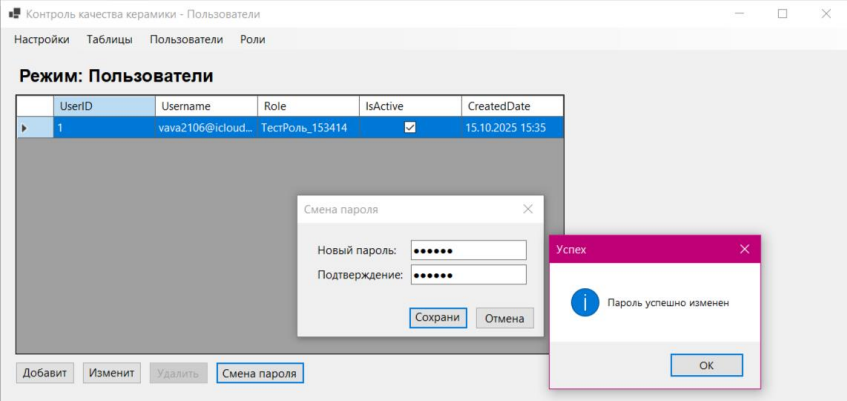 Контроль качества керамики - Пользователи
Настройки Таблицы Пользователи Роли
Режим: Пользователи
UserID Username Role IsActive CreatedDate
1 vava2106@icloud... ТестРоль_153414 15.10.2025 15:35
Смена пароля
Новый пароль: ●●●●●●
Подтверждение: ●●●●●●
Сохрани Отмена
Успех
Пароль успешно изменен
OK
Добавит Изменит Удалить Смена пароля